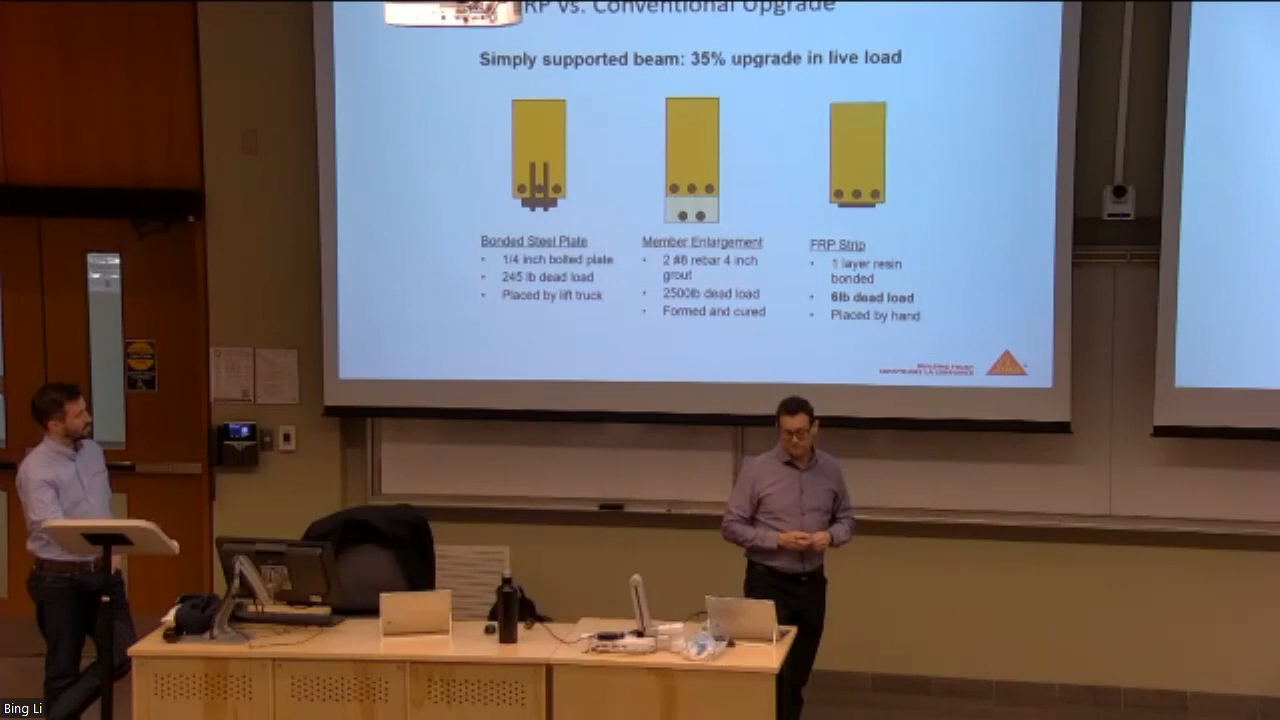 RP vs. Conventional Upgrade
Simply supported beam: 35% upgrade in live load
Bonded Steel Plate
• 1/4 inch bolted plate
• 245 lb dead load
• Placed by lift truck
Member Enlargement
• 2 #8 rebar 4 inch
grout
• 2500lb dead load
• Formed and cured
FRP Strip
• 1 layer resin
bonded
• 6lb dead load
• Placed by hand
BUILDING TRUST
Bing Li